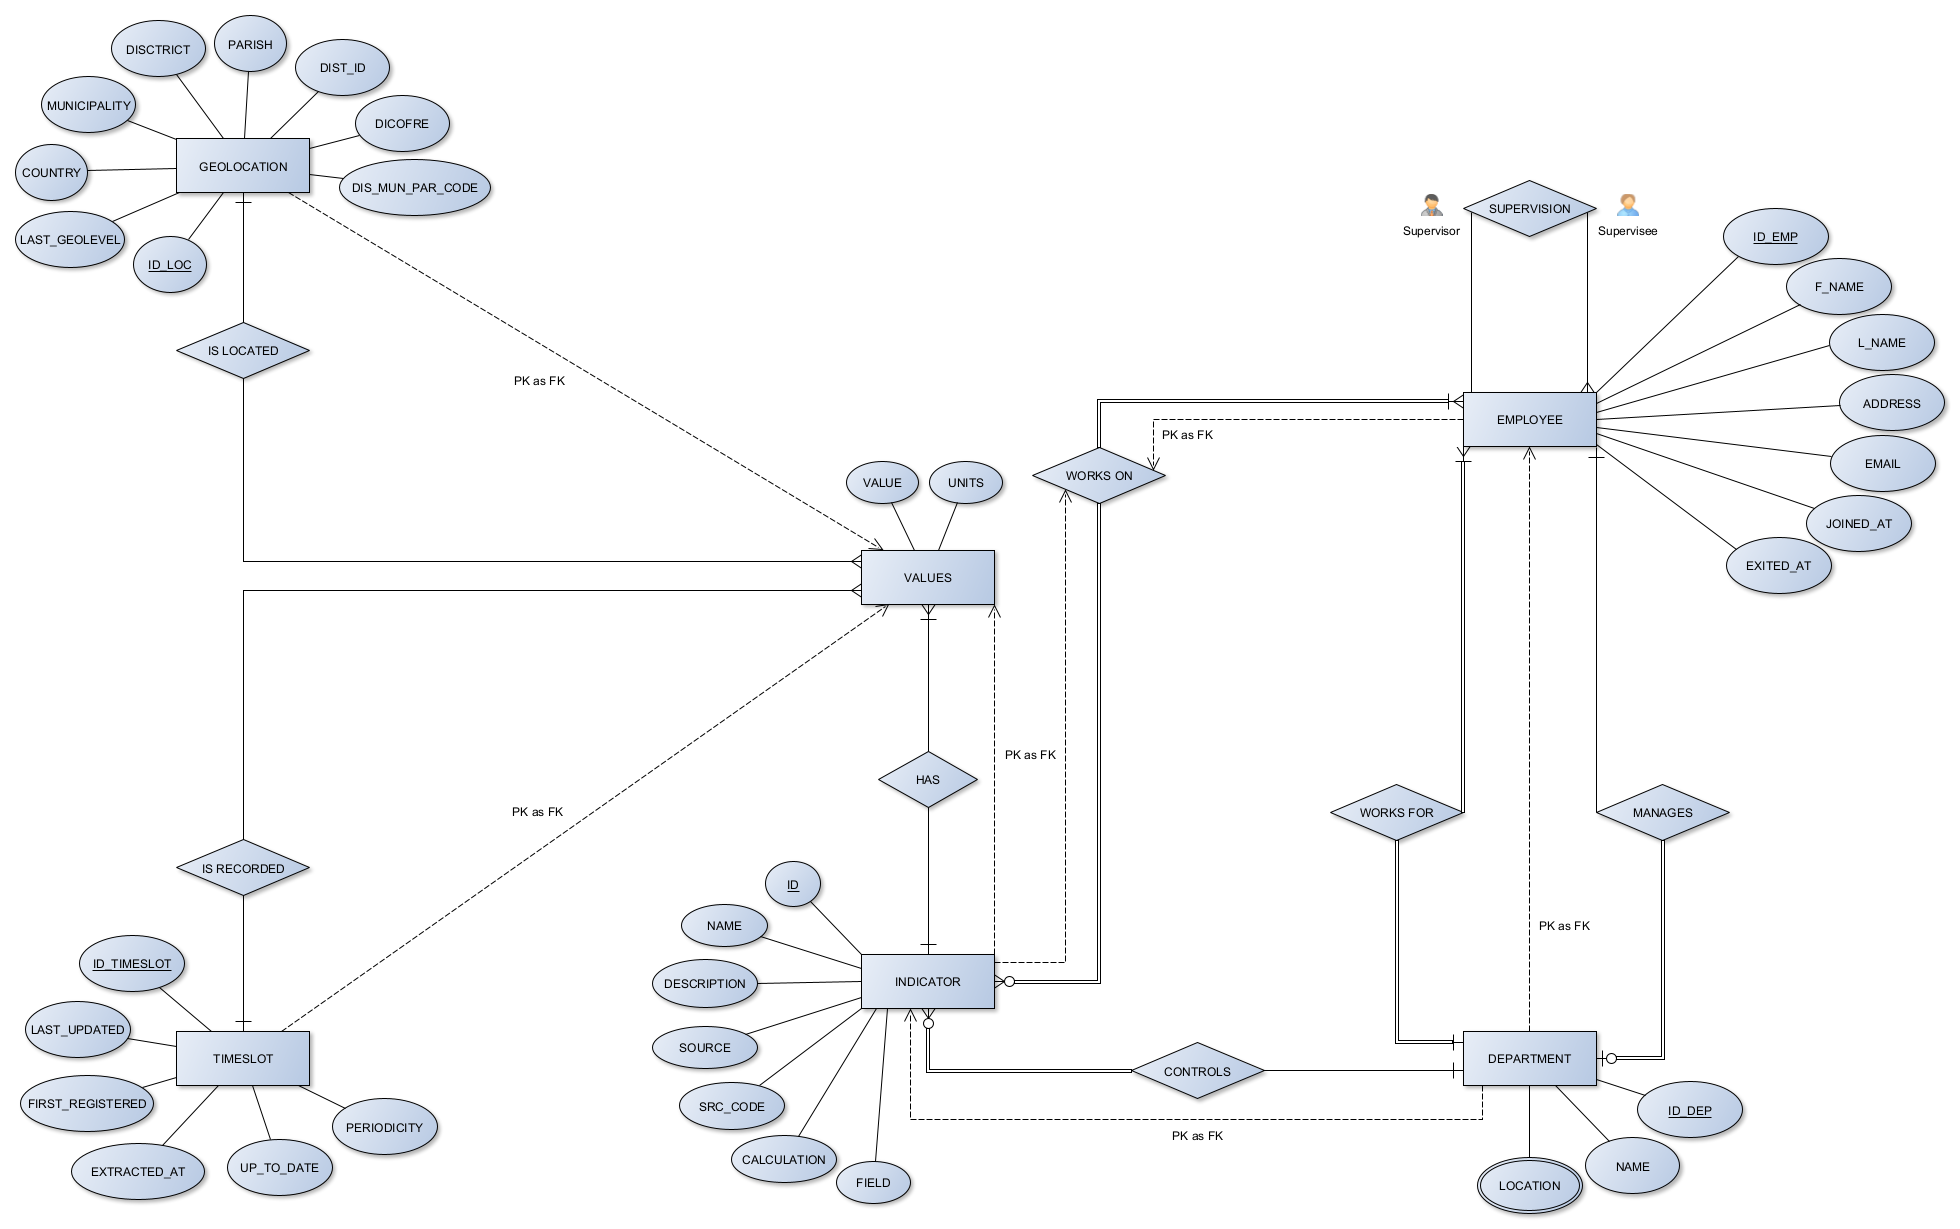 PARISH
DISCTRICT
DIST_ID
MUNICIPALITY
DICOFRE
GEOLOCATION
COUNTRY
DIS_MUN_PAR_CODE
LAST_GEOLEVEL
ID_LOC
IS LOCATED
PK as FK
SUPERVISION
Supervisor
Supervisee
ID_EMP
F_NAME
L_NAME
ADDRESS
EMPLOYEE
EMAIL
JOINED_AT
EXITED_AT
PK as FK
WORKS ON
VALUE
UNITS
VALUES
PK as FK
HAS
PK as FK
WORKS FOR
MANAGES
IS RECORDED
ID
NAME
DESCRIPTION
INDICATOR
SOURCE
SRC_CODE
CALCULATION
FIELD
PK as FK
ID_TIMESLOT
LAST_UPDATED
TIMESLOT
FIRST_REGISTERED
PERIODICITY
EXTRACTED_AT
UP_TO_DATE
CONTROLS
PK as FK
DEPARTMENT
ID_DEP
NAME
LOCATION